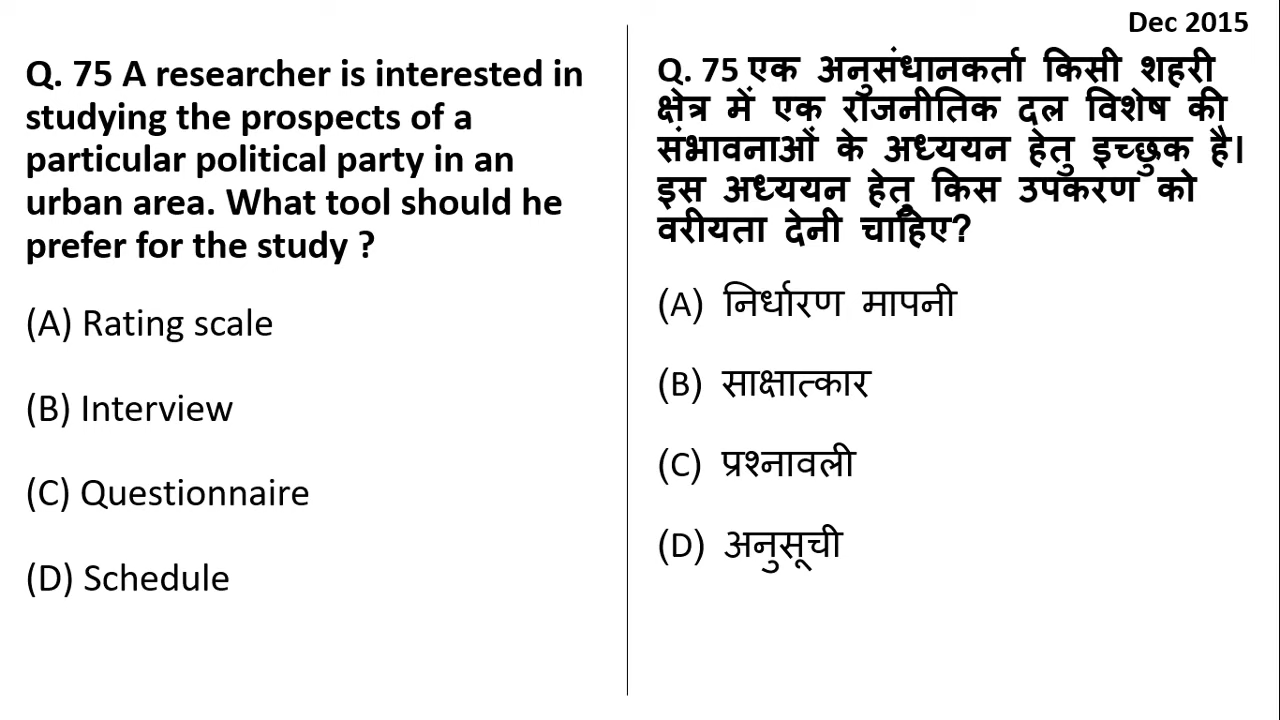 Dec 2015
Q. 75 A researcher is interested in
studying the prospects of a
particular political party in an
urban area. What tool should he
prefer for the study ?
(A) Rating scale
(B) Interview
(C) Questionnaire
(D) Schedule
Q. 75 एक अनुसंधानकर्ता किसी शहरी
क्षेत्र में एक राजनीतिक दल विशेष की
संभावनाओं के अध्ययन हेतु इच्छुक है।
इस अध्ययन हेतु किस उपकरण को
वरीयता देनी चाहिए?
(A) निर्धारण मापनी
(B) साक्षात्कार
(C) प्रश्नावली
(D) अनुसूची